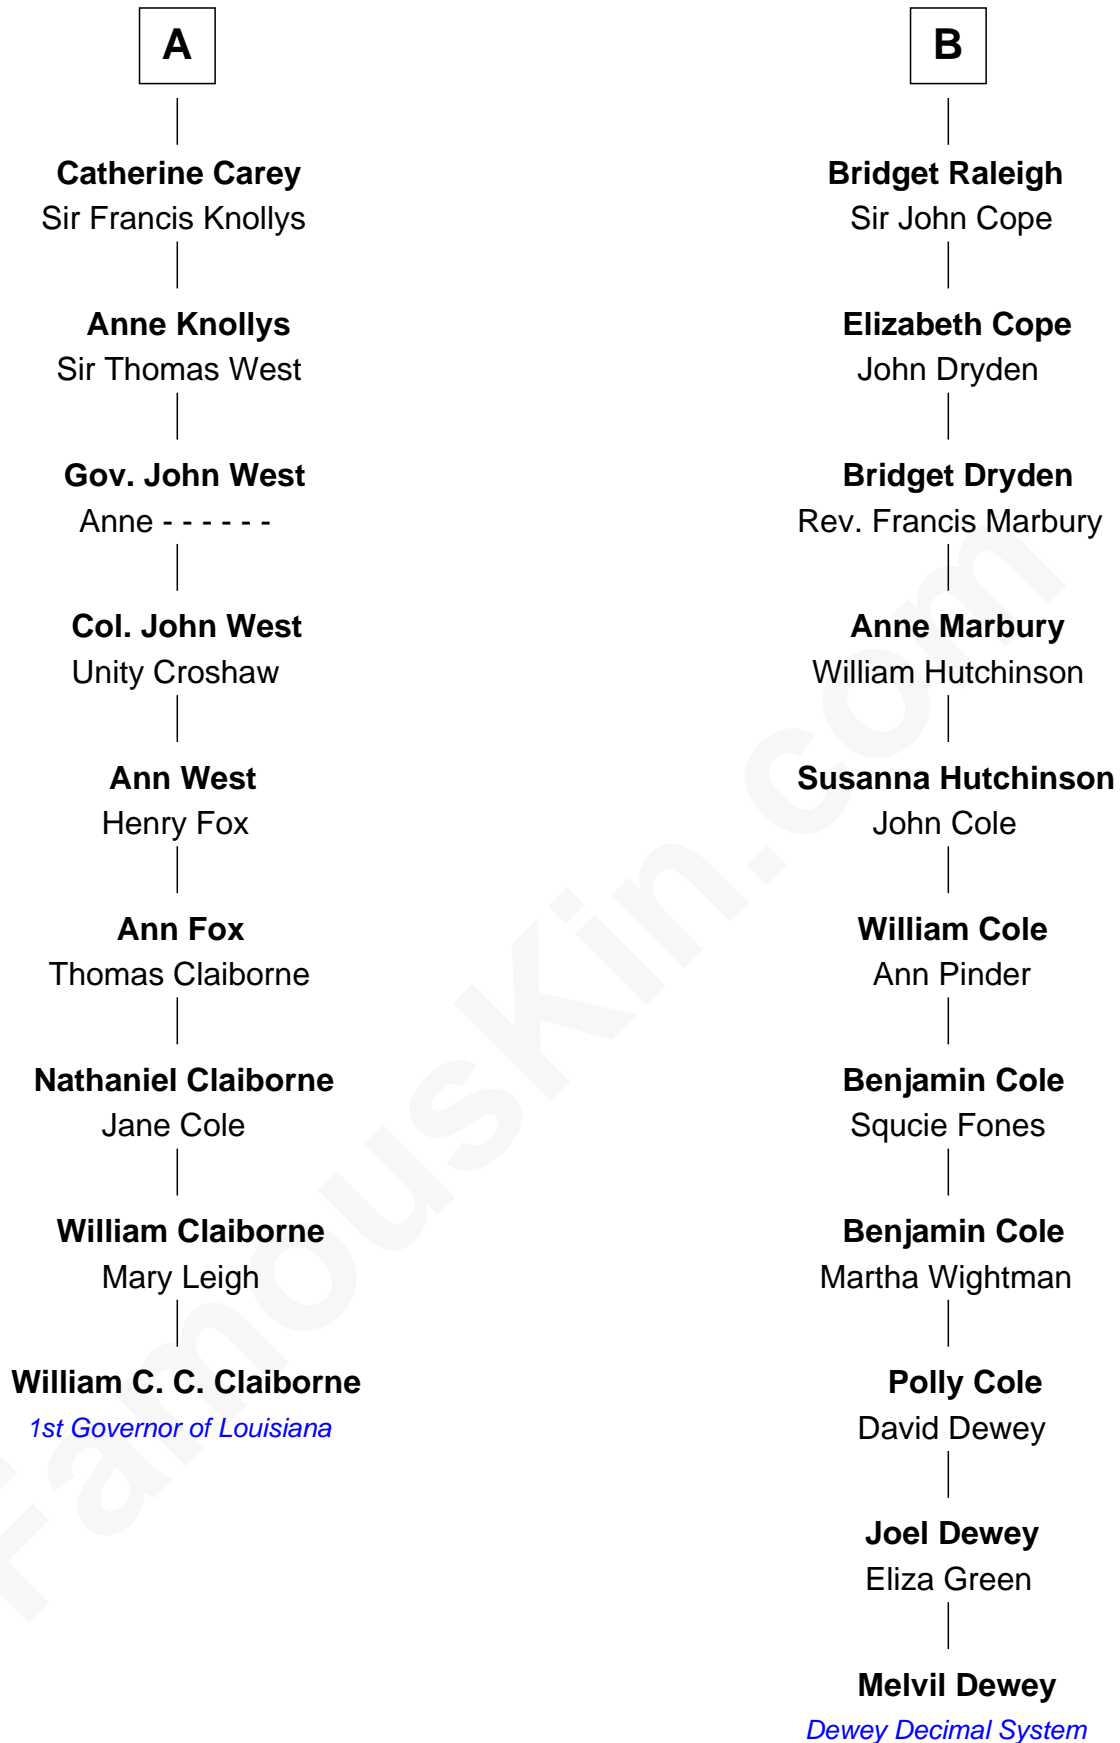 A
Catherine Carey
Sir Francis Knollys
Anne Knollys
Sir Thomas West
Gov. John West
Anne - - - - - -
Col. John West
Unity Croshaw
Ann West
Henry Fox
Ann Fox
Thomas Claiborne
Nathaniel Claiborne
Jane Cole
William Claiborne
Mary Leigh
William C. C. Claiborne
1st Governor of Louisiana
B
Bridget Raleigh
Sir John Cope
Elizabeth Cope
John Dryden
Bridget Dryden
Rev. Francis Marbury
Anne Marbury
William Hutchinson
Susanna Hutchinson
John Cole
William Cole
Ann Pinder
Benjamin Cole
Squcie Fones
Benjamin Cole
Martha Wightman
Polly Cole
David Dewey
Joel Dewey
Eliza Green
Melvil Dewey
Dewey Decimal System
FamousKin.com